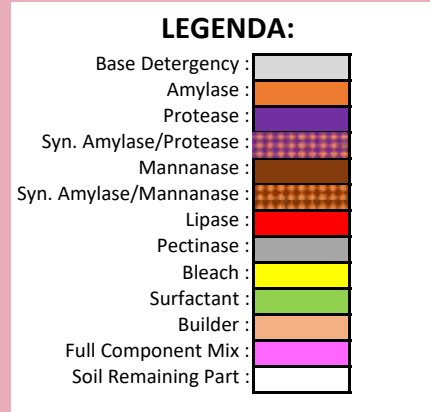 LEGENDA:
Base Detergency :
Amylase :
Protease :
Syn. Amylase/Protease :
Mannanase :
Syn. Amylase/Mannanase :
Lipase :
Pectinase :
Bleach :
Surfactant :
Builder :
Full Component Mix :
Soil Remaining Part :